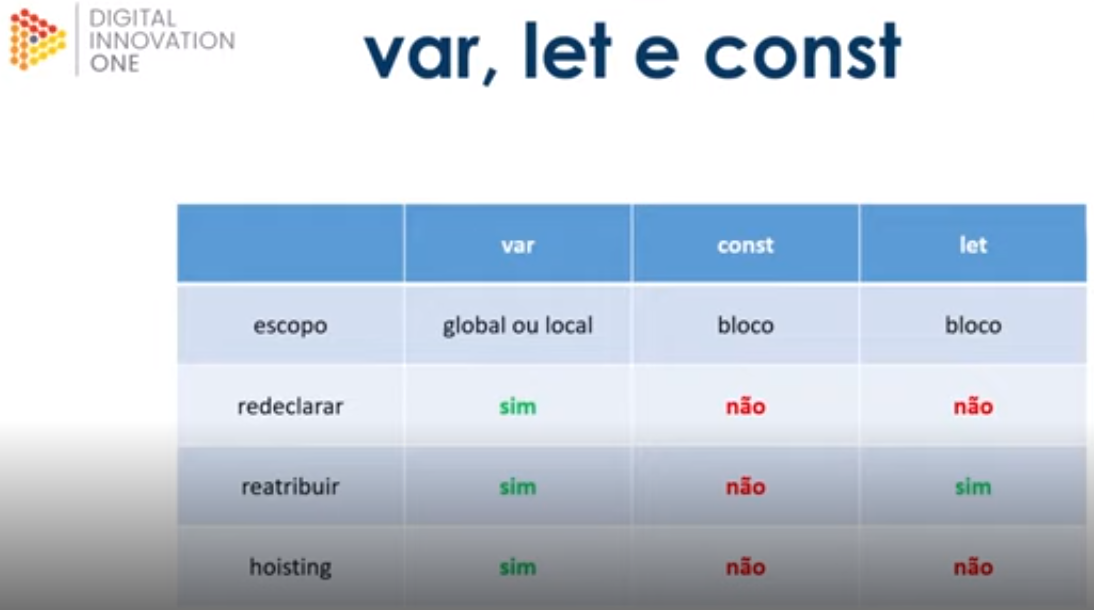 DIGITAL
INNOVATION
ONE
var, let e const
var const let
escopo global ou local bloco bloco
redeclarar sim não não
reatribuir sim não sim
hoisting sim não não